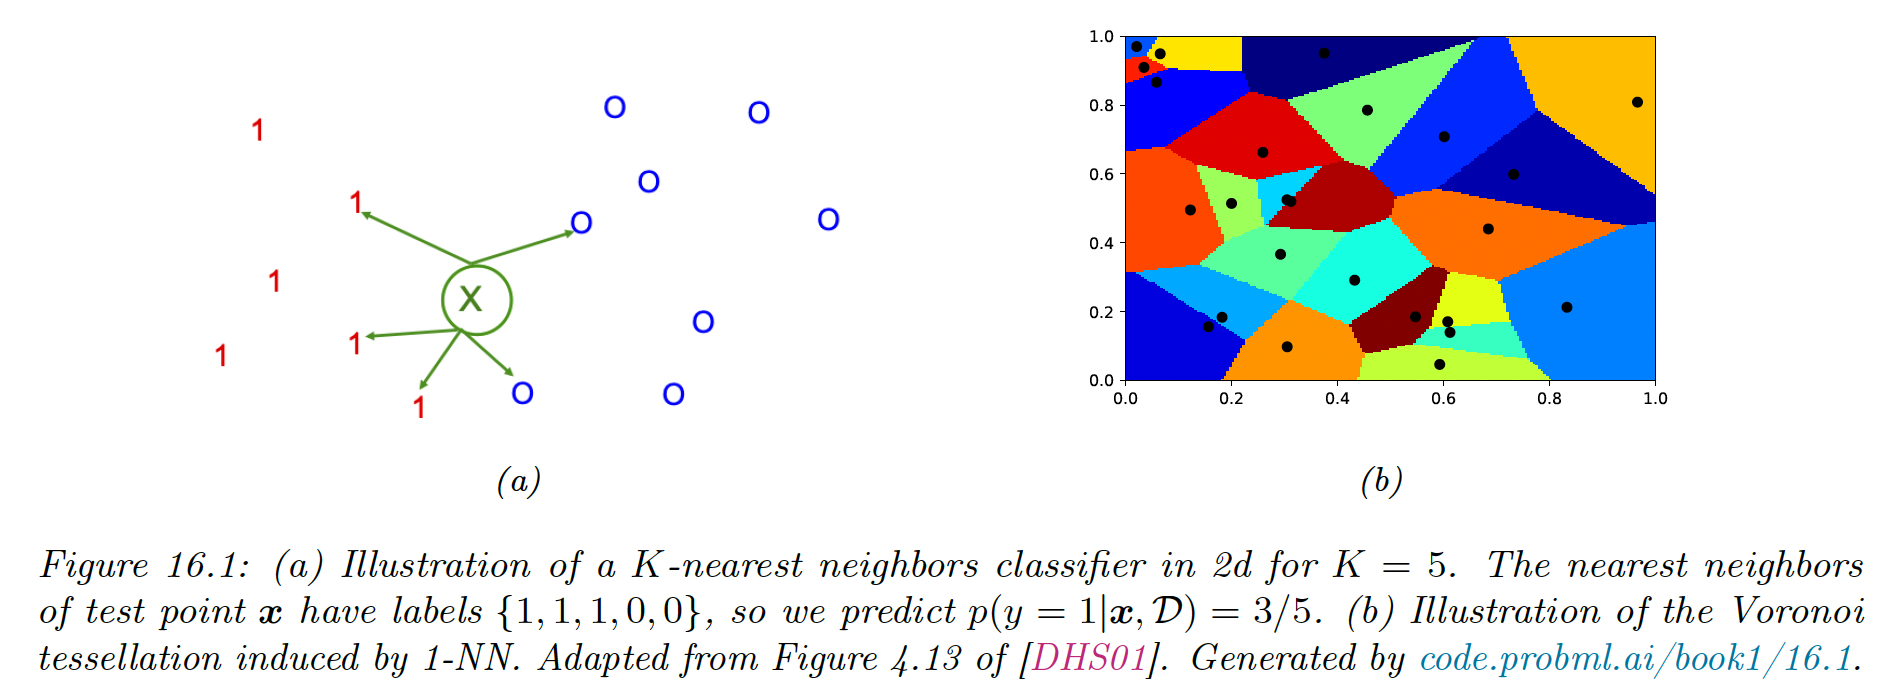 1
1
1
1
1
1
X
O
O
O
O
O
O
O
O
1.0
0.8
0.6
0.4
0.2
0.0
0.0 0.2 0.4 0.6 0.8 1.0
(a) (b)
Figure 16.1: (a) Illustration of a K-nearest neighbors classifier in 2d for K = 5. The nearest neighbors
of test point x have labels {1, 1, 1, 0, 0}, so we predict p(y = 1|x, D) = 3/5. (b) Illustration of the Voronoi
tessellation induced by 1-NN. Adapted from Figure 4.13 of [DHS01]. Generated by code.probml.ai/book1/16.1.